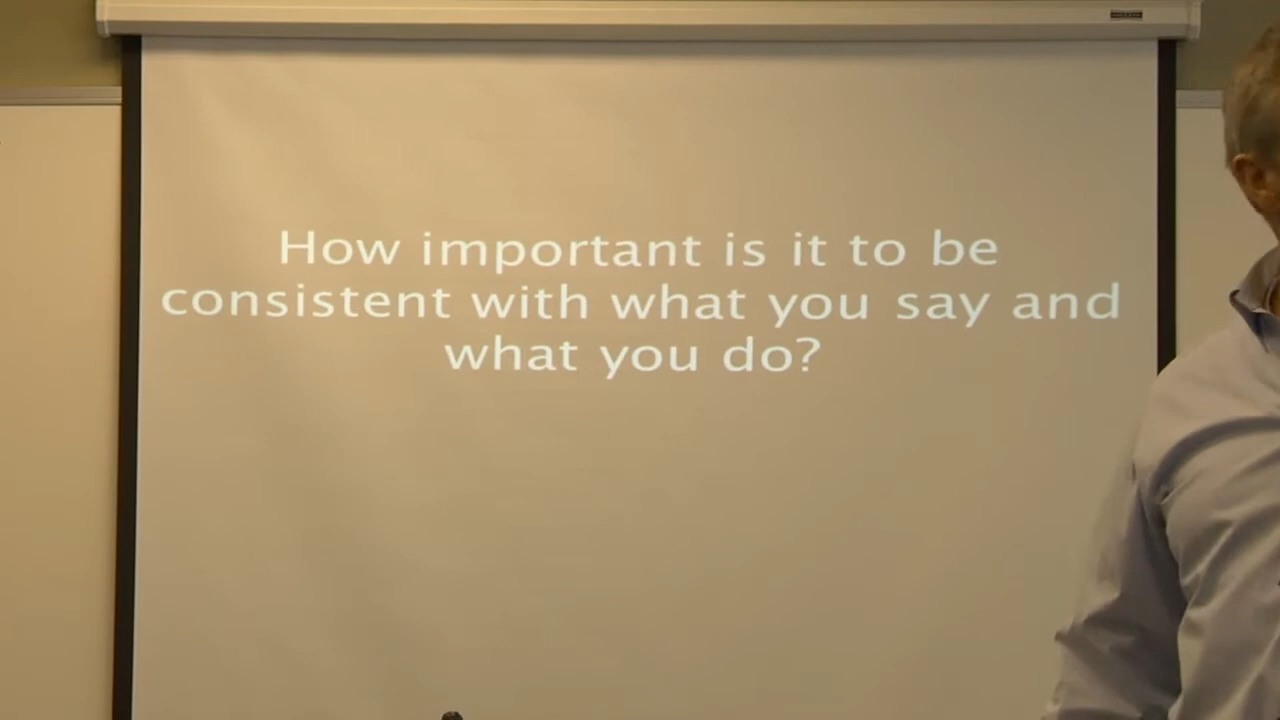 How important is it to be
consistent with what you say and
what you do?